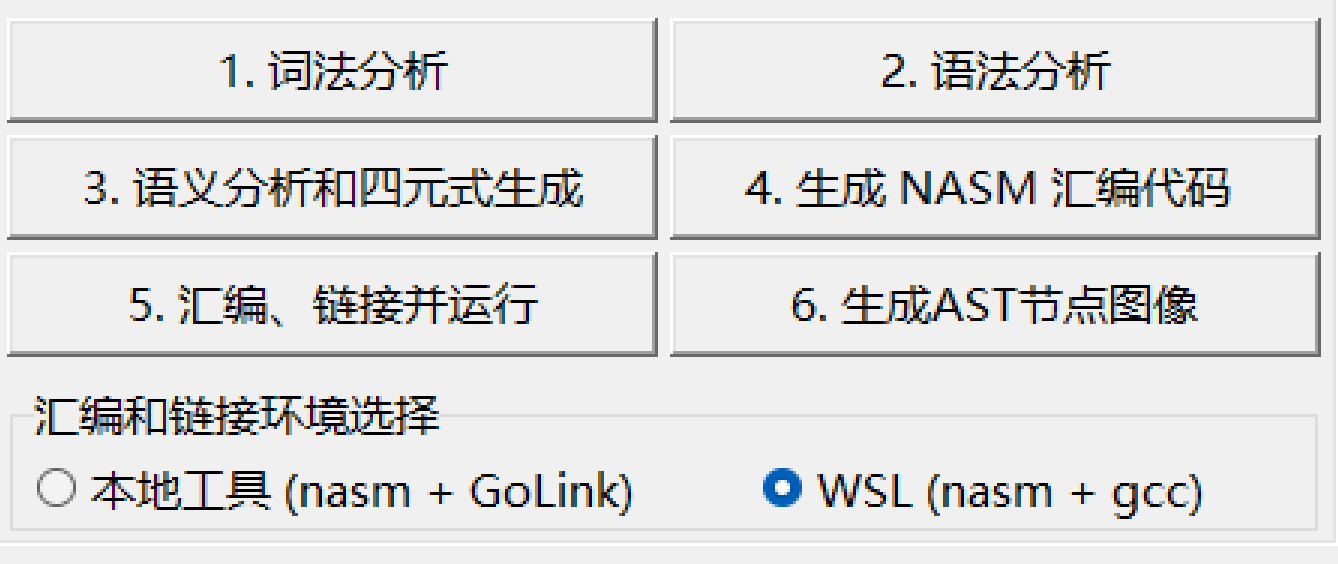 1. 词法分析
2. 语法分析
3. 语义分析和四元式生成
4. 生成 NASM 汇编代码
5. 汇编、链接并运行
6. 生成AST节点图像
汇编和链接环境选择
本地工具 (nasm + GoLink)
WSL (nasm + gcc)